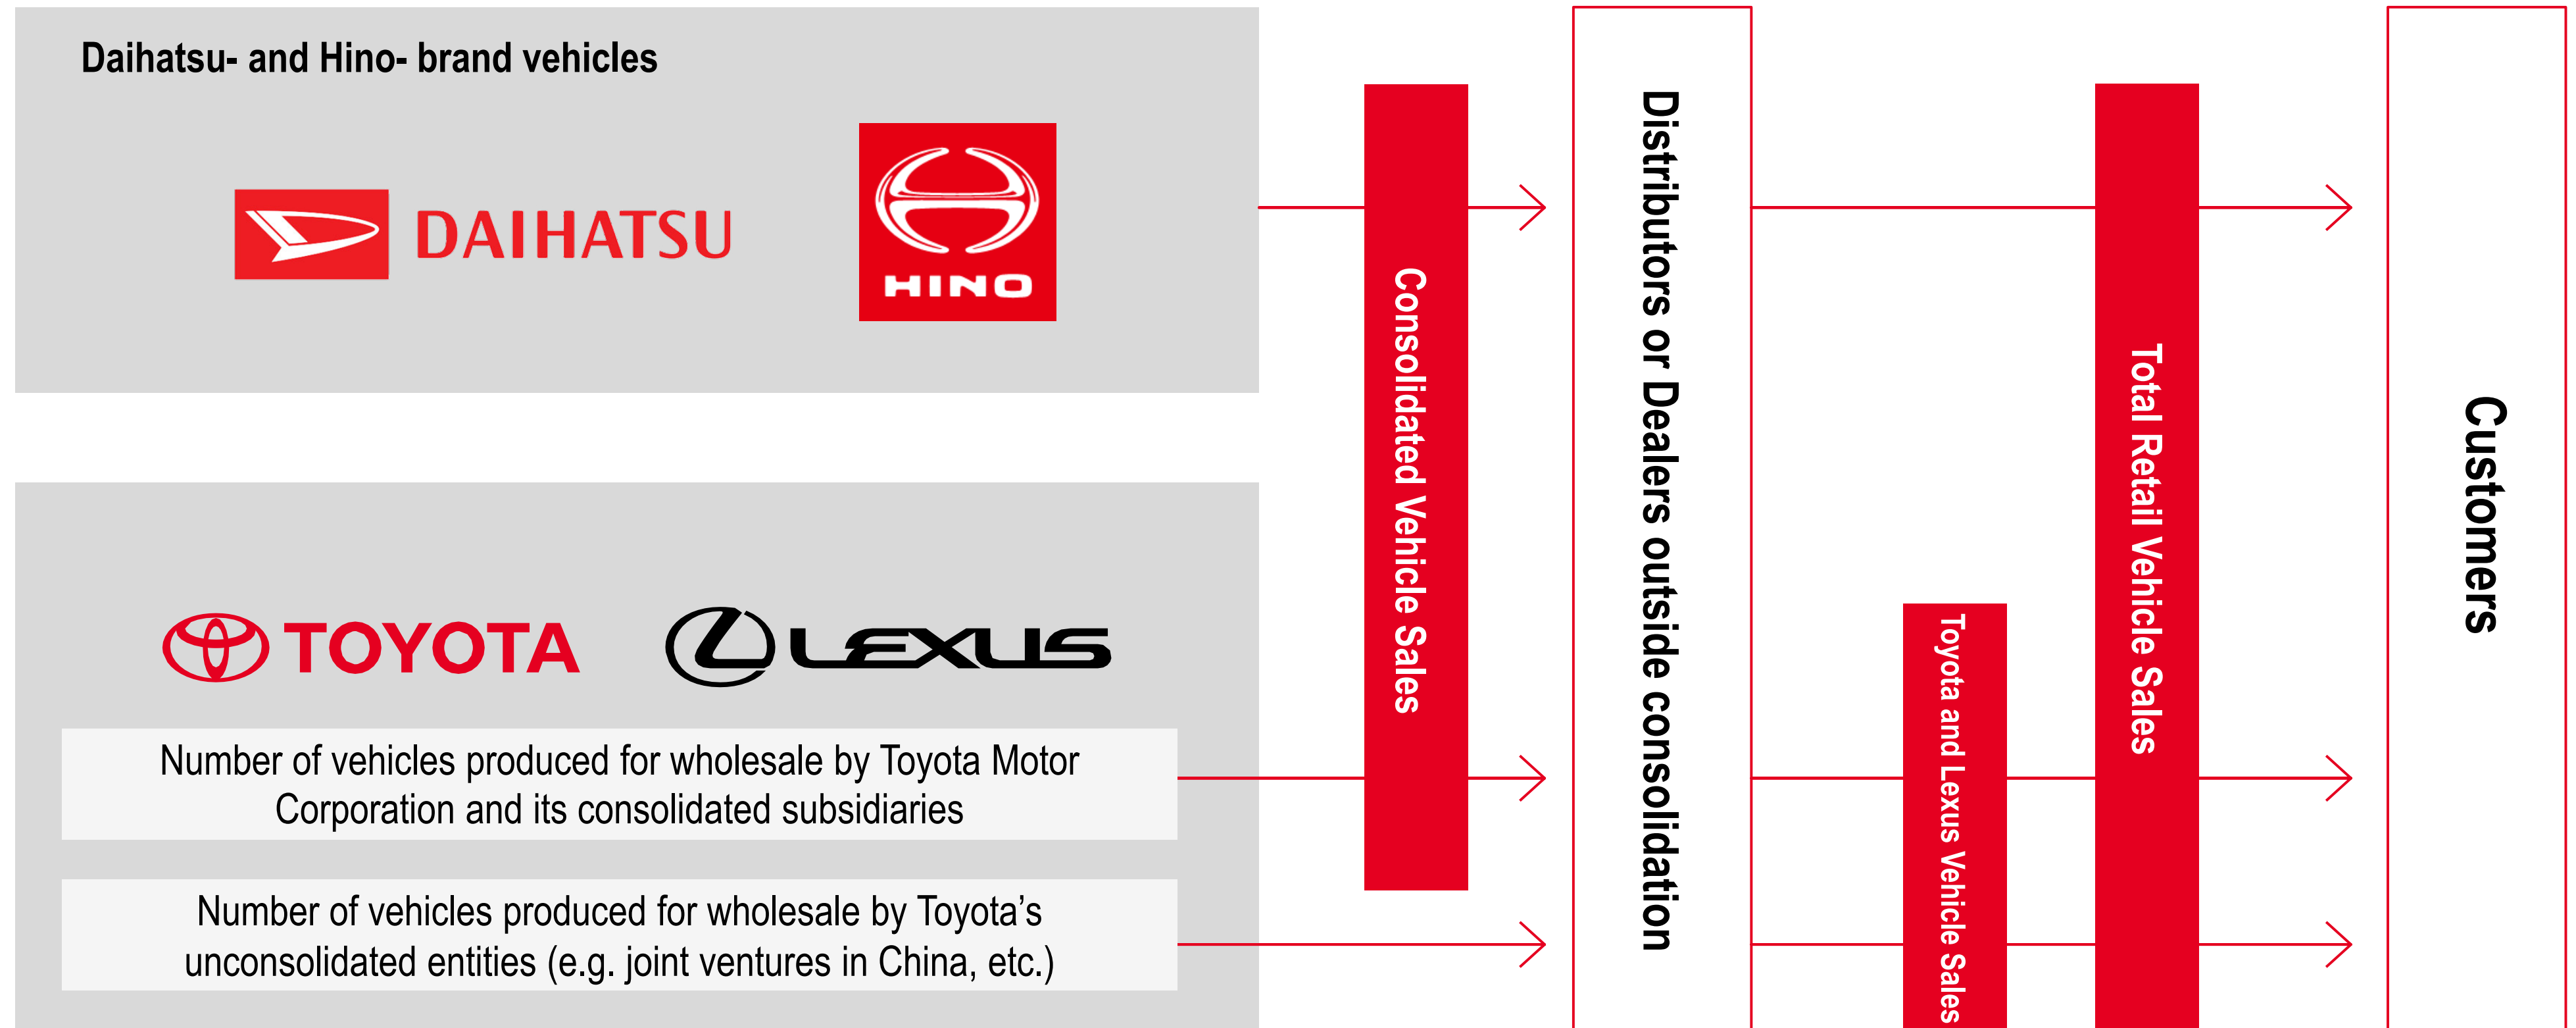 Daihatsu- and Hino- brand vehicles
DAIHATSU
HINO
TOYOTA
LEXUS
Number of vehicles produced for wholesale by Toyota Motor
Corporation and its consolidated subsidiaries
Number of vehicles produced for wholesale by Toyota’s
unconsolidated entities (e.g. joint ventures in China, etc.)
Consolidated Vehicle Sales
Distributors or Dealers outside consolidation
Toyota and Lexus Vehicle Sales
Total Retail Vehicle Sales
Customers